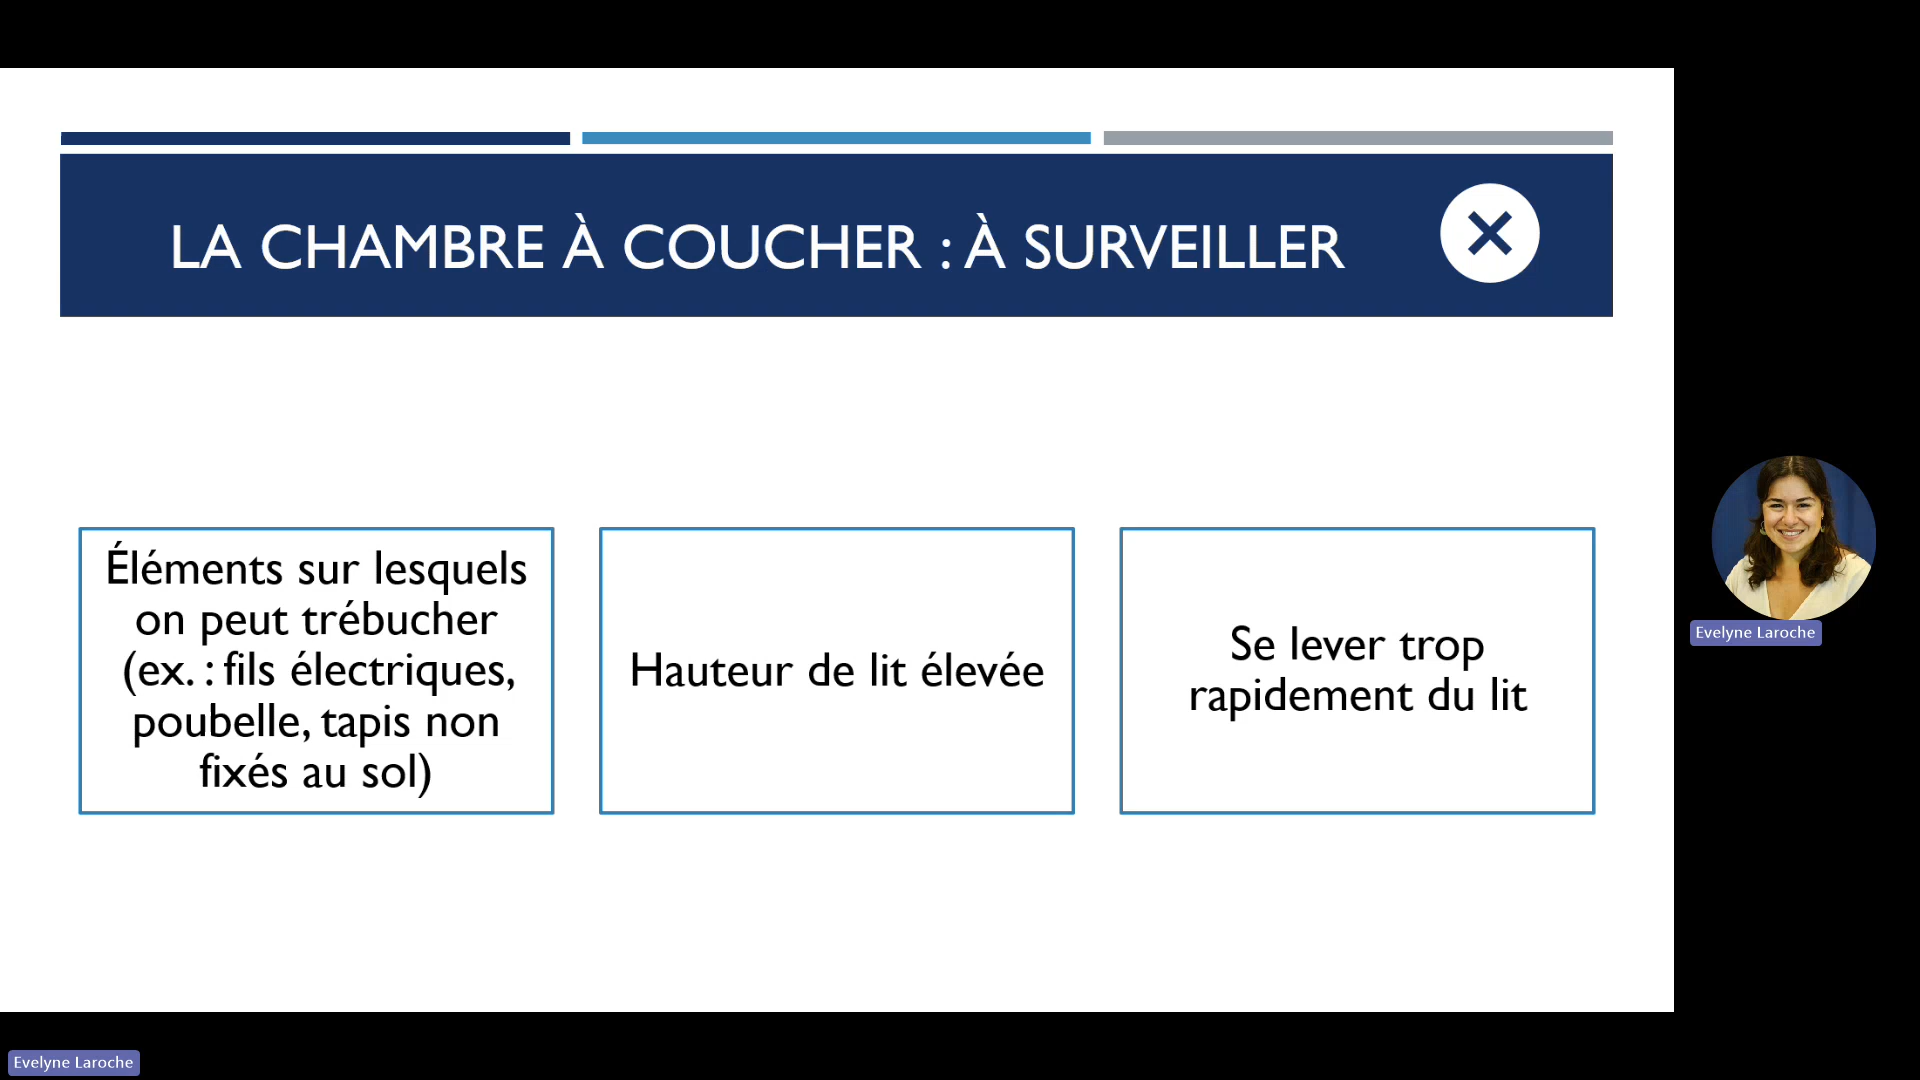 LA CHAMBRE À COUCHER : À SURVEILLER
Éléments sur lesquels
on peut trébucher
(ex. : fils électriques,
poubelle, tapis non
fixés au sol)
Hauteur de lit élevée
Se lever trop
rapidement du lit
Evelyne Laroche
Evelyne Laroche